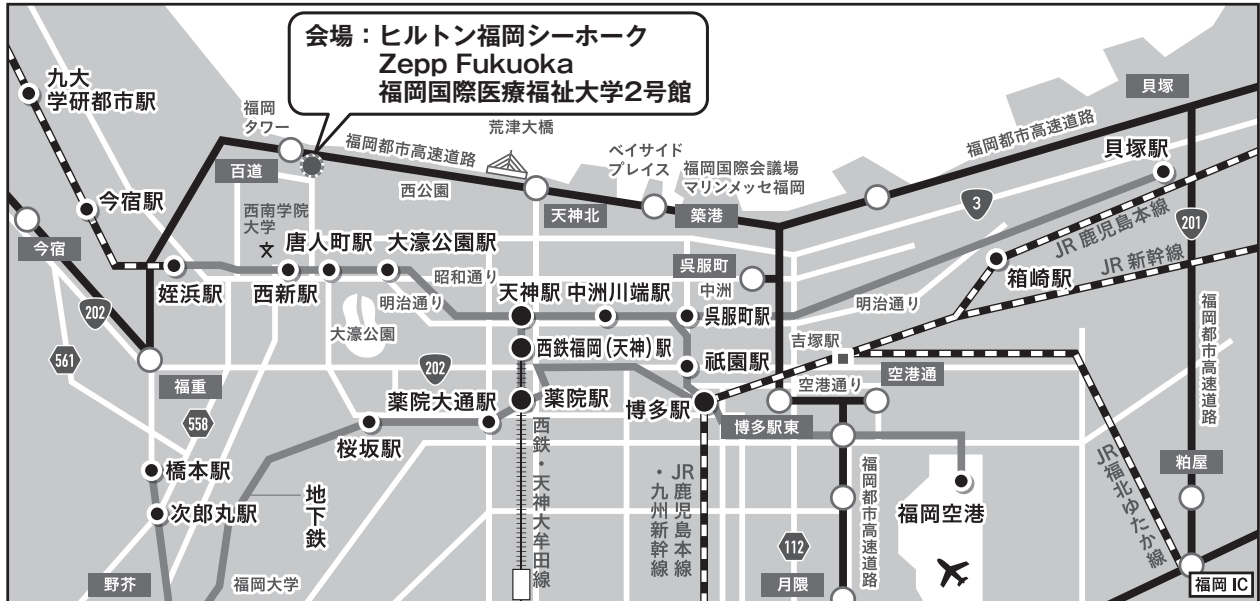 会場：ヒルトン福岡シーホーク
Zepp Fukuoka
福岡国際医療福祉大学2号館
九大
学研都市駅
福岡
タワー
荒津大橋
貝塚
百道
福岡都市高速道路
西公園
ベイサイド
プレイス
福岡国際会議場
マリンメッセ福岡
福岡都市高速道路
貝塚駅
今宿駅
今宿
西南学院
大学
文
天神北
築港
3
201
唐人町駅
大濠公園駅
呉服町
中洲
JR 鹿児島本線
JR 新幹線
姪浜駅
西新駅
昭和通り
明治通り
天神駅
中洲川端駅
呉服町駅
明治通り
箱崎駅
202
大濠公園
西鉄福岡(天神)駅
祇園駅
吉塚駅
福岡都市高速道路
561
福重
202
空港通り
空港通
558
薬院大通駅
薬院駅
博多駅
博多駅東
桜坂駅
橋本駅
次郎丸駅
地下鉄
西鉄・天神大牟田線
JR鹿児島本線
・九州新幹線
福岡都市高速道路
福岡空港
JR福北ゆたか線
粕屋
野芥
福岡大学
112
月隈
福岡 IC